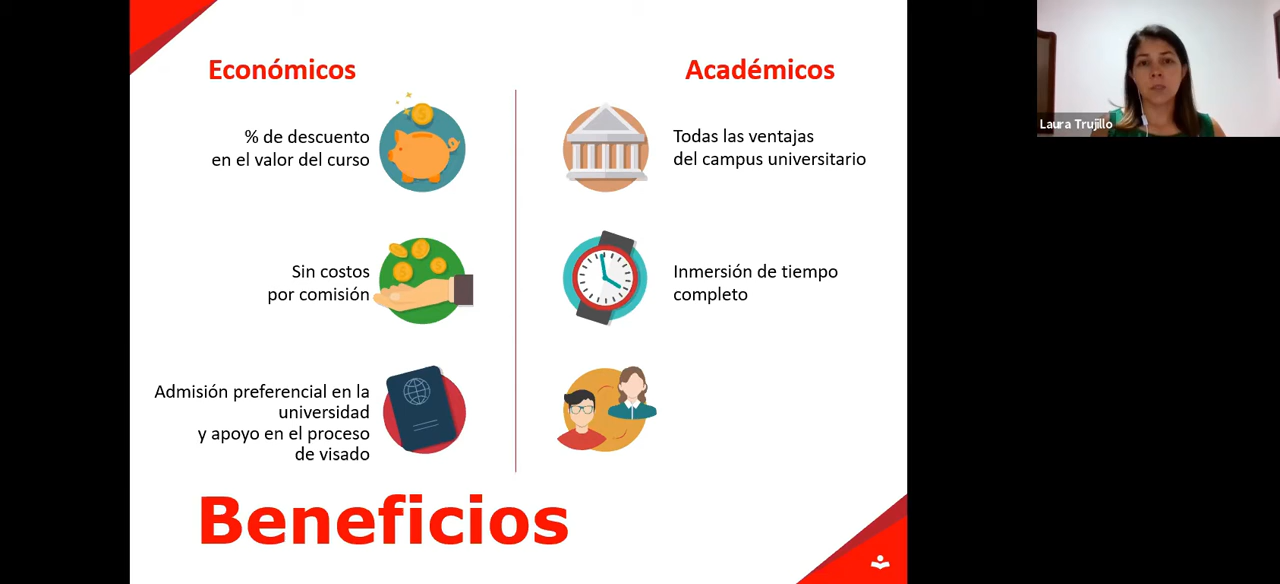 Económicos
% de descuento
en el valor del curso
Sin costos
por comisión
Admisión preferencial en la
universidad
y apoyo en el proceso
de visado
Académicos
Todas las ventajas
del campus universitario
Inmersión de tiempo
completo
Beneficios
Laura Trujillo